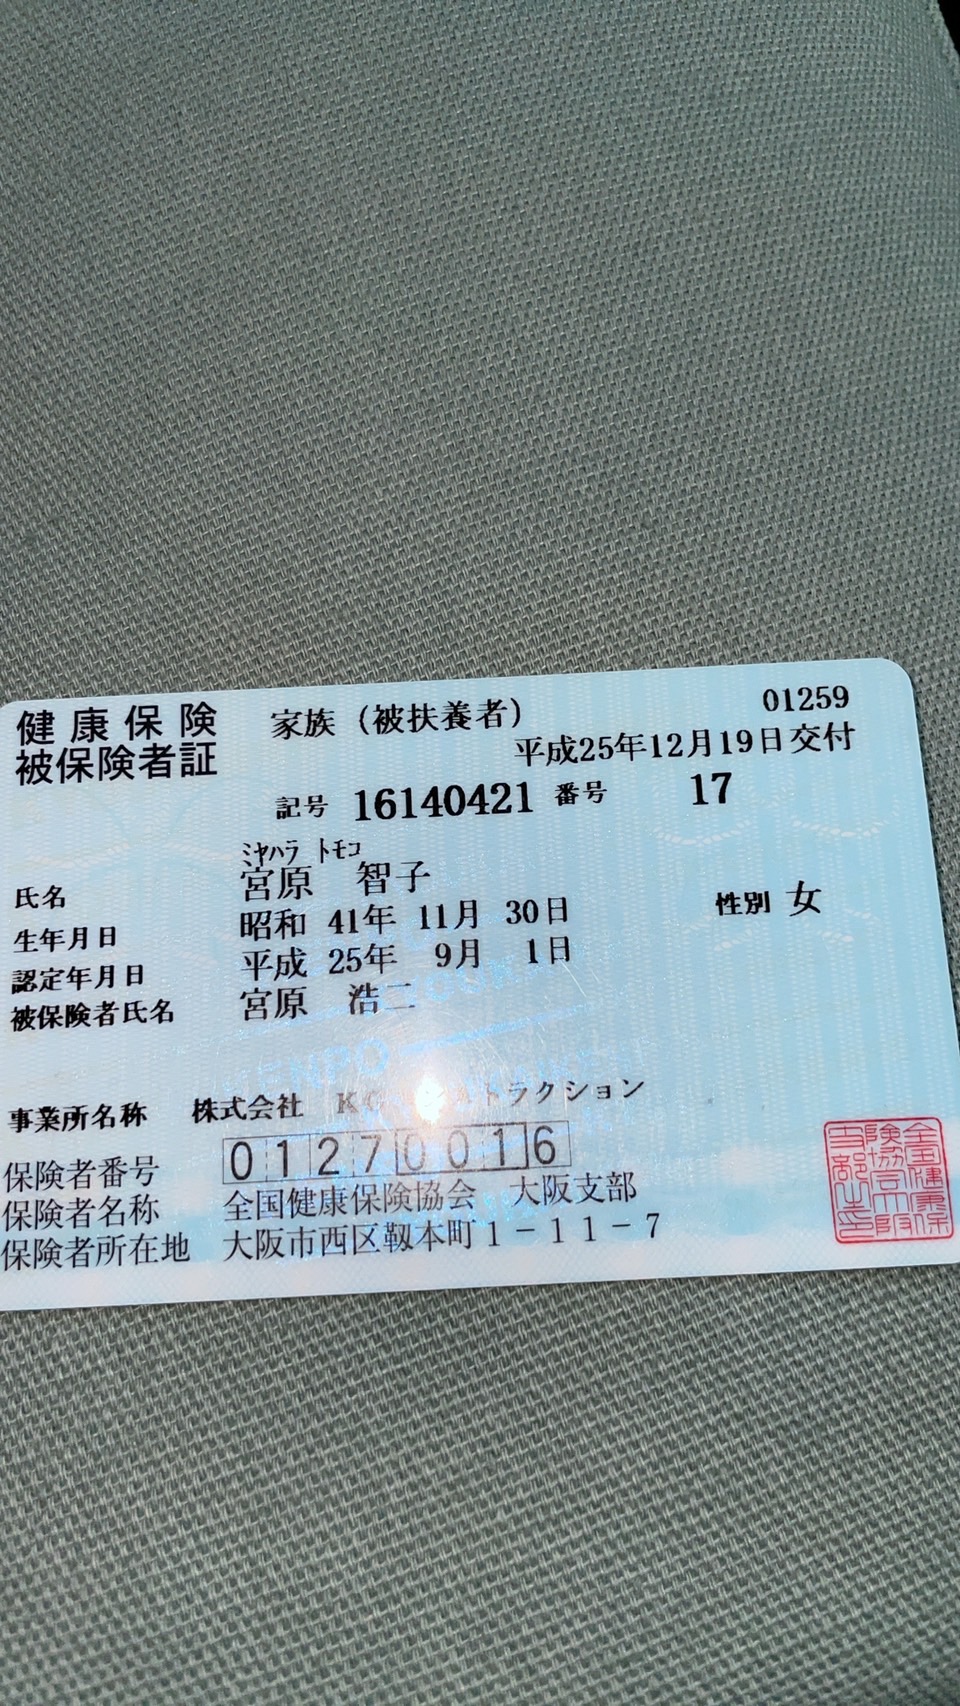 健康保険 家族（被扶養者） 01259
被保険者証 平成25年12月19日交付
記号 16140421 番号 17
ﾐﾔﾊﾗ ﾄﾓｺ
氏名 宮原 智子 性別 女
生年月日 昭和 41年 11月 30日
認定年月日 平成 25年 9月 1日
被保険者氏名 宮原 浩二
事業所名称 株式会社 トラクション
保険者番号 01270016
保険者名称 全国健康保険協会 大阪支部
保険者所在地 大阪市西区靱本町1-11-7